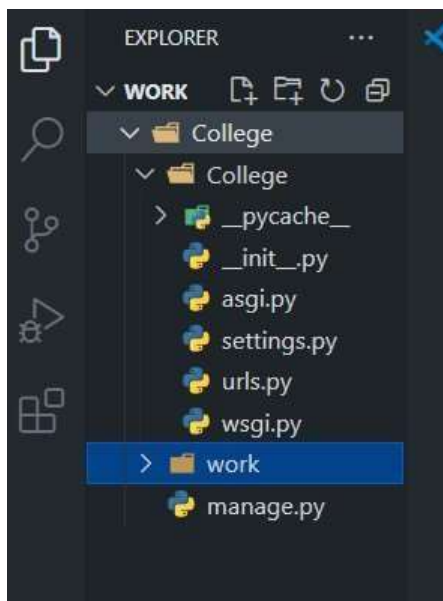 EXPLORER
WORK
College
College
__pycache__
__init__.py
asgi.py
settings.py
urls.py
wsgi.py
work
manage.py